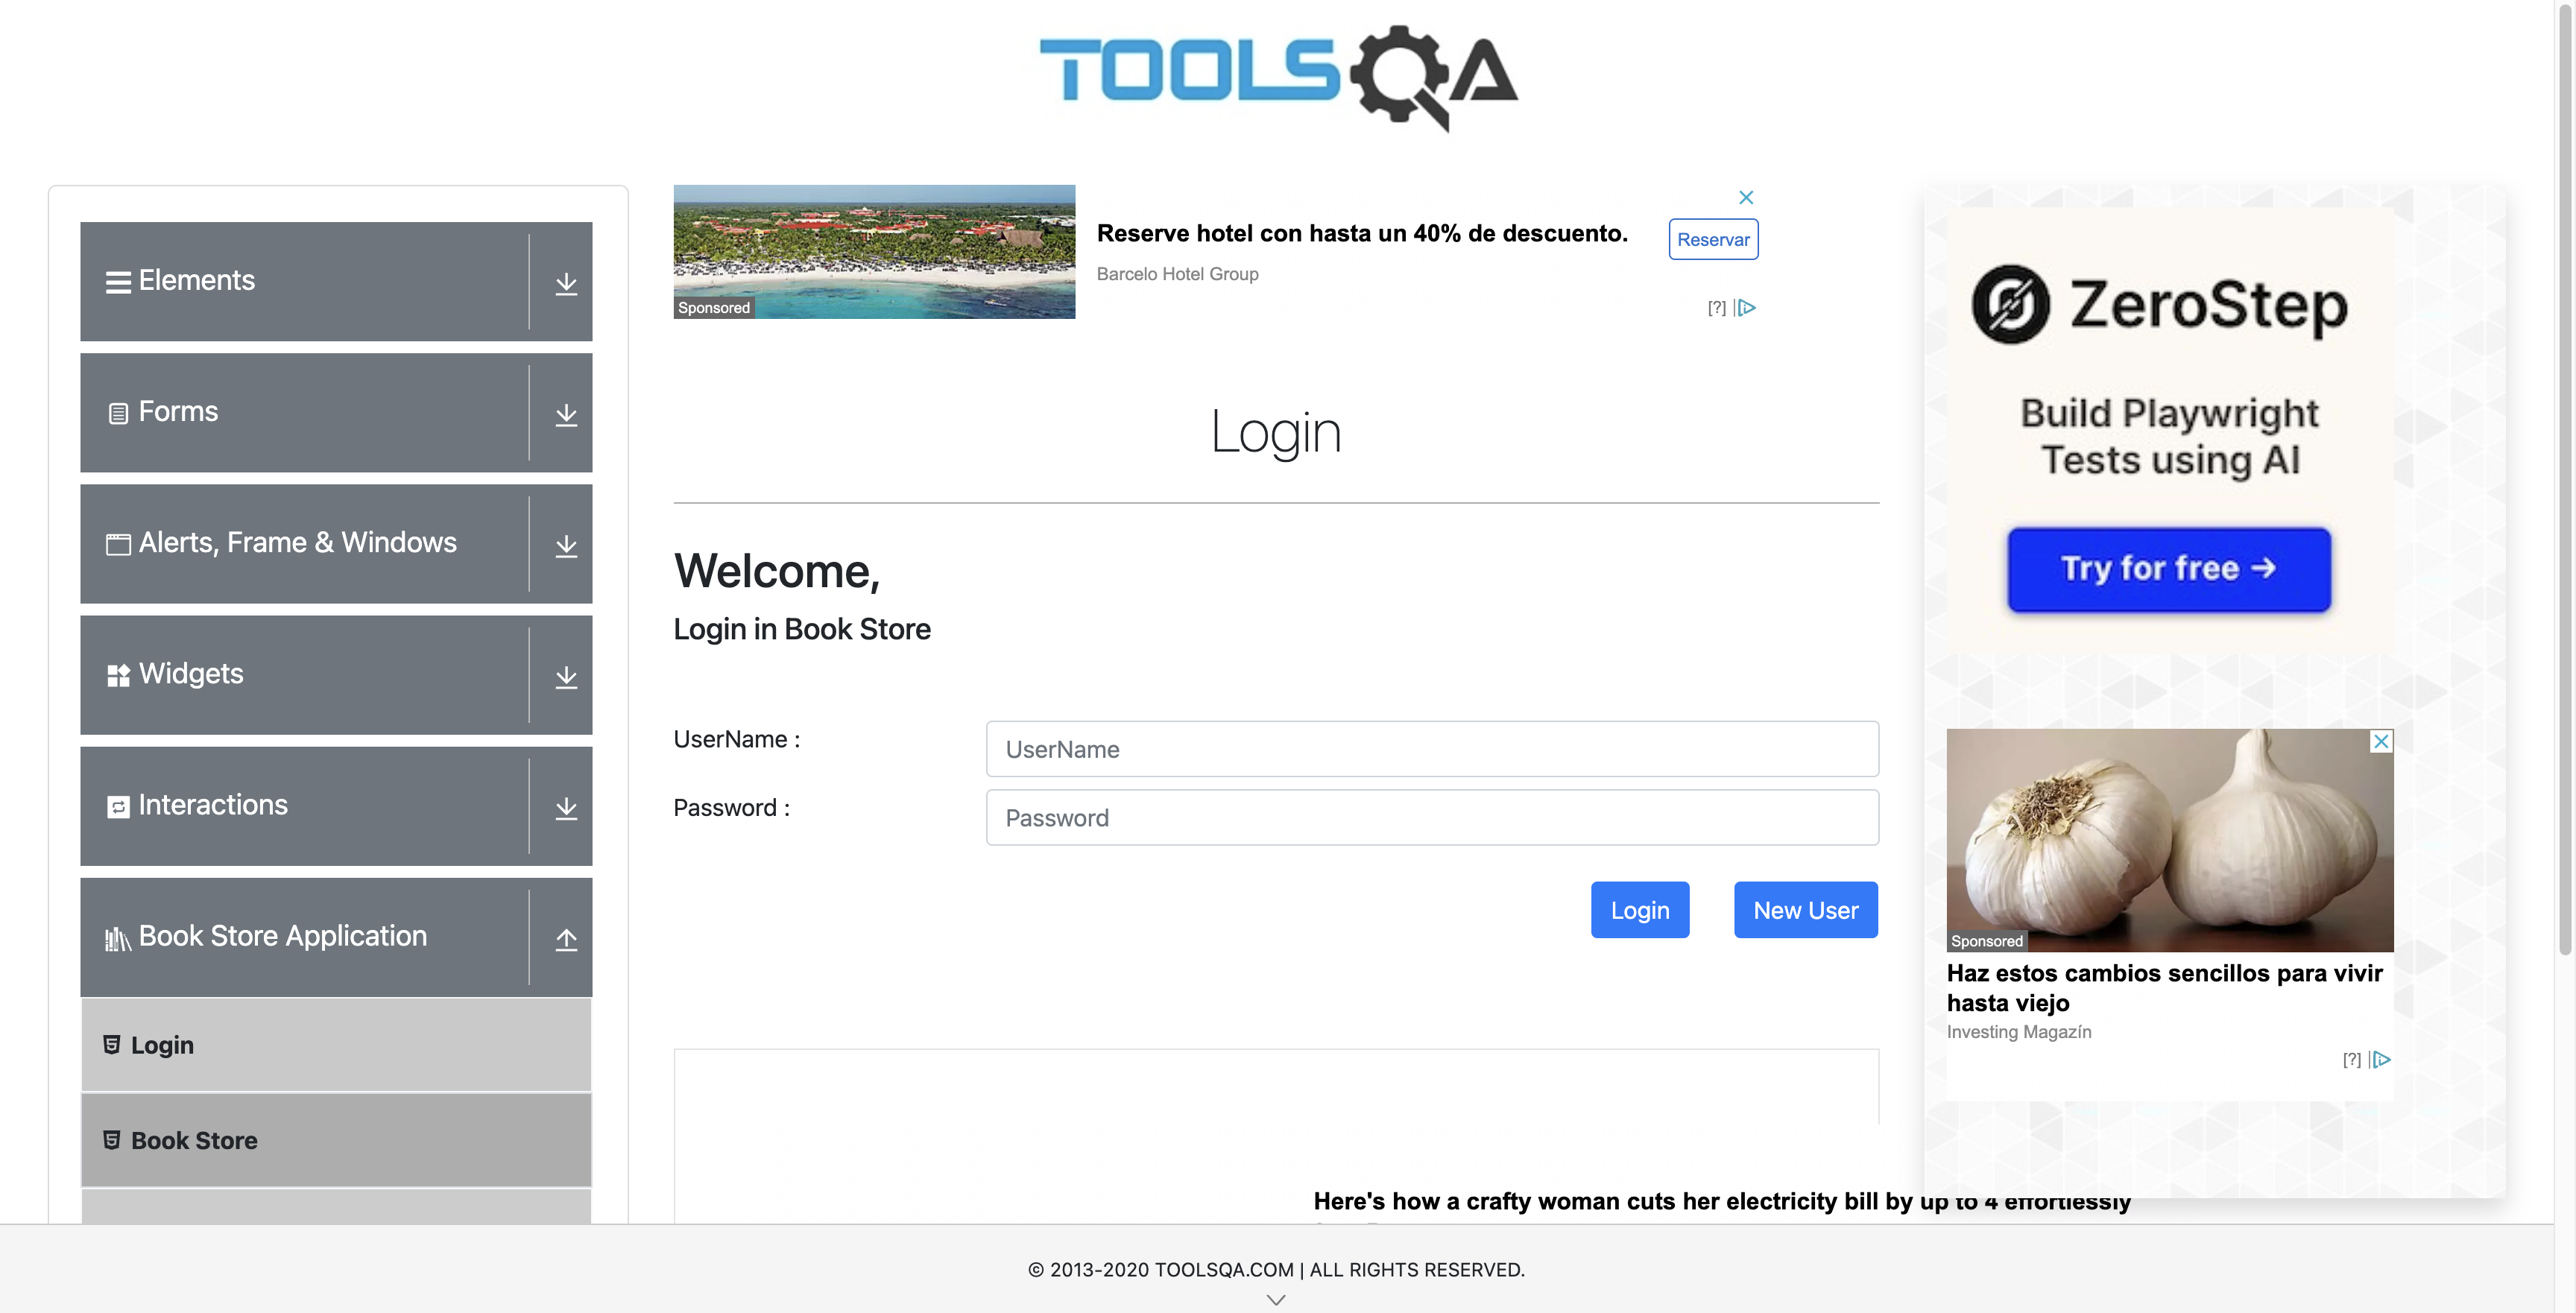 TOOLSQA
Elements
Forms
Alerts, Frame & Windows
Widgets
Interactions
Book Store Application
Login
Book Store
Sponsored
Reserve hotel con hasta un 40% de descuento.
Barcelo Hotel Group
Reservar
[?]
Login
Welcome,
Login in Book Store
UserName :
UserName
Password :
Password
Login
New User
Here's how a crafty woman cuts her electricity bill by up to 4 effortlessly
ZeroStep
Build Playwright
Tests using AI
Try for free →
Sponsored
Haz estos cambios sencillos para vivir
hasta viejo
Investing Magazín
[?]
© 2013-2020 TOOLSQA.COM | ALL RIGHTS RESERVED.